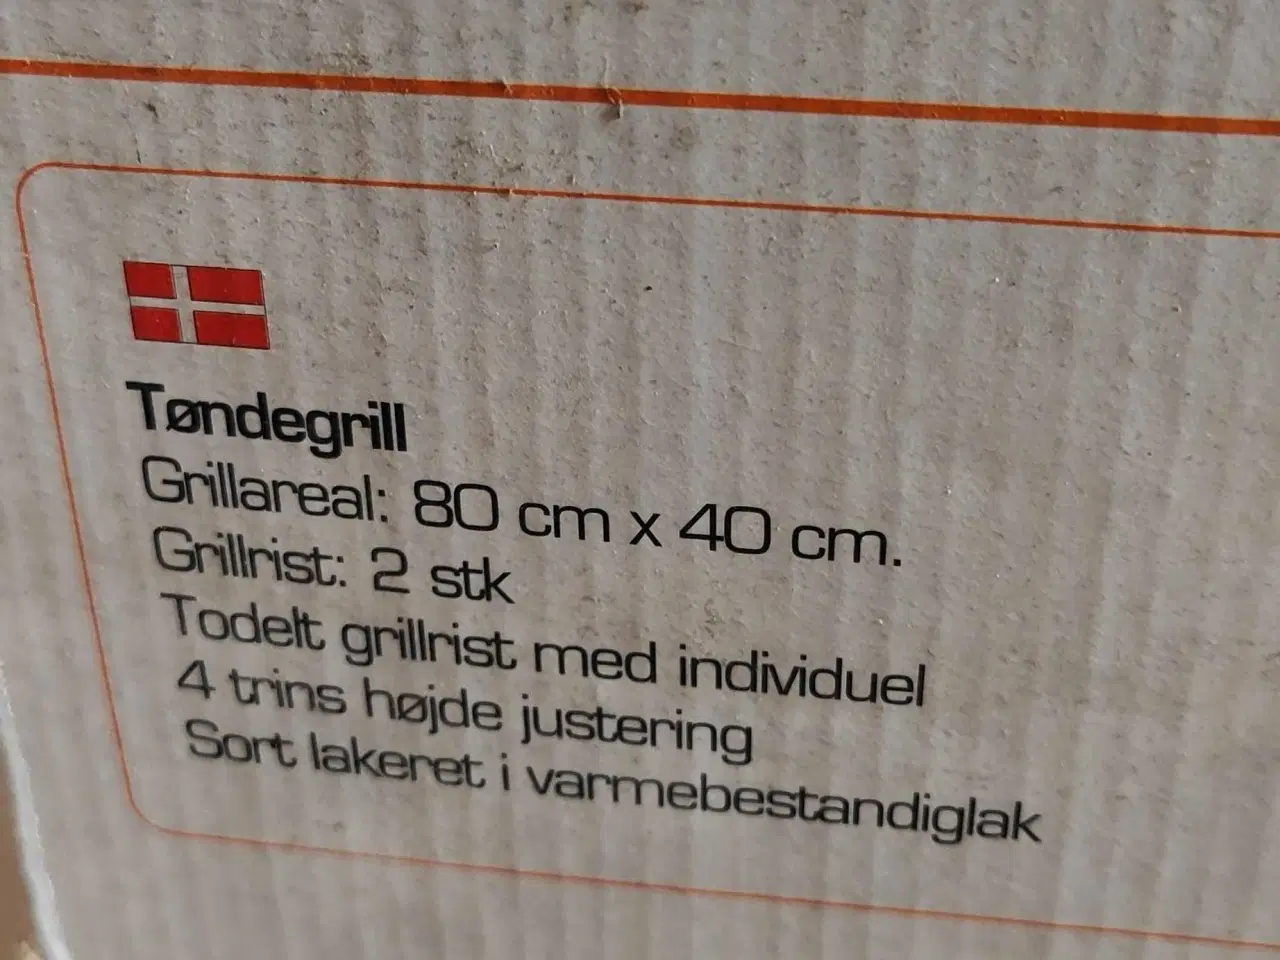 Tøndegrill
Grillareal: 80 cm x 40 cm.
Grillrist: 2 stk
Todelt grillrist med individuel
4 trins højde justering
Sort lakeret i varmebestandiglak